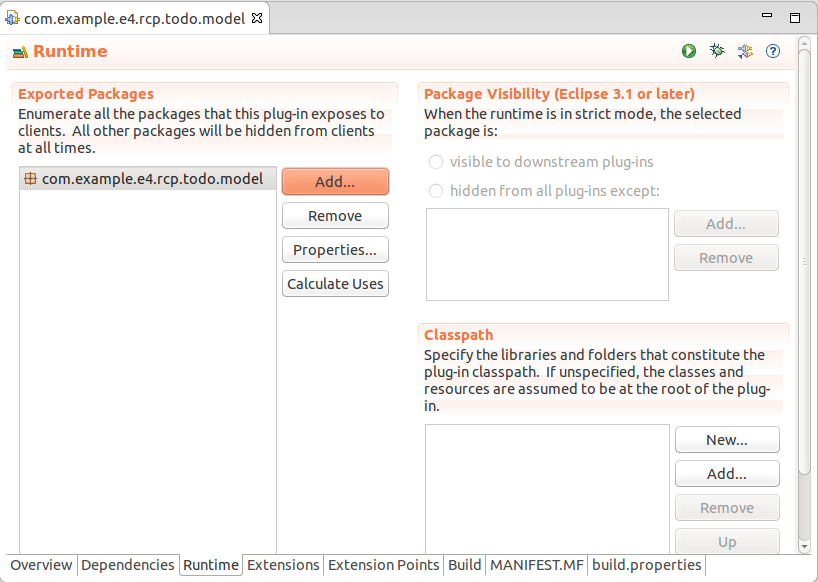 com.example.e4.rcp.todo.model
Runtime
Exported Packages
Enumerate all the packages that this plug-in exposes to
clients.  All other packages will be hidden from clients
at all times.
com.example.e4.rcp.todo.model
Add...
Remove
Properties...
Calculate Uses
Package Visibility (Eclipse 3.1 or later)
When the runtime is in strict mode, the selected
package is:
visible to downstream plug-ins
hidden from all plug-ins except:
Add...
Remove
Classpath
Specify the libraries and folders that constitute the
plug-in classpath.  If unspecified, the classes and
resources are assumed to be at the root of the plug-
in.
New...
Add...
Remove
Up
Overview Dependencies Runtime Extensions Extension Points Build MANIFEST.MF build.properties